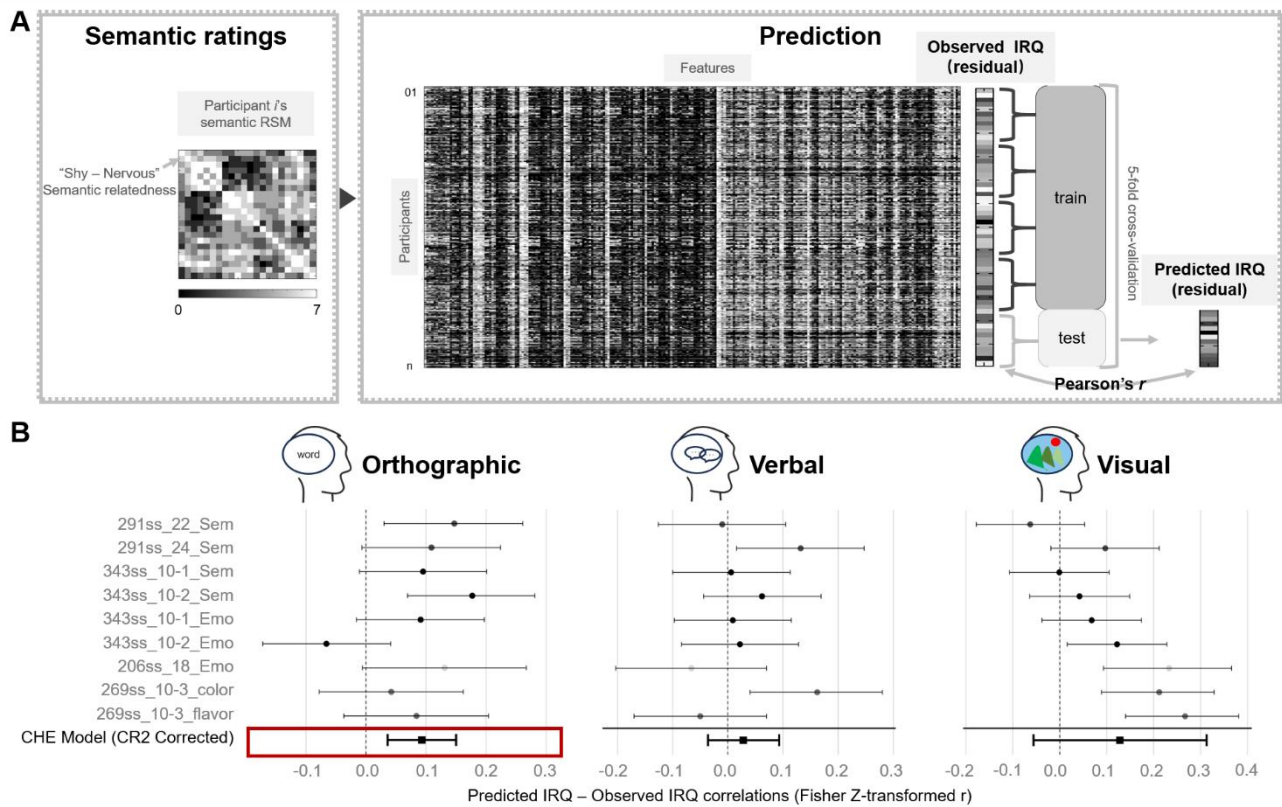 A
Semantic ratings
Participant i's
semantic RSM
"Shy – Nervous"
Semantic relatedness
0 7
Prediction
Features
Participants
01
n
Observed IRQ
(residual)
train
test
5-fold cross-validation
Predicted IRQ
(residual)
Pearson's r
B
word
Orthographic
Verbal
Visual
291ss_22_Sem
291ss_24_Sem
343ss_10-1_Sem
343ss_10-2_Sem
343ss_10-1_Emo
343ss_10-2_Emo
206ss_18_Emo
269ss_10-3_color
269ss_10-3_flavor
CHE Model (CR2 Corrected)
-0.1 0.0 0.1 0.2 0.3
-0.2 -0.1 0.0 0.1 0.2 0.3
-0.2 -0.1 0.0 0.1 0.2 0.3 0.4
Predicted IRQ – Observed IRQ correlations (Fisher Z-transformed r)